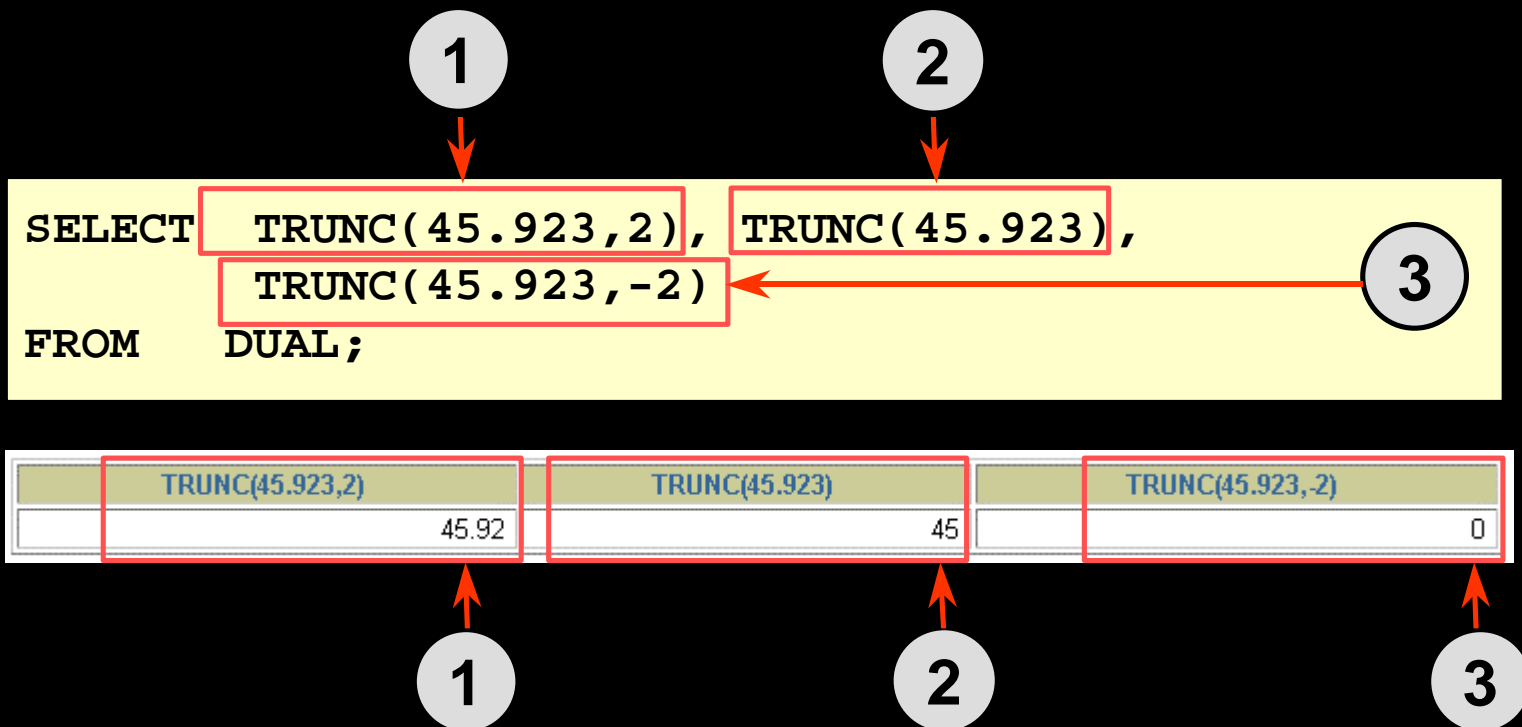 1 2
SELECT TRUNC(45.923,2), TRUNC(45.923),
TRUNC(45.923,-2)
3
FROM DUAL;
TRUNC(45.923,2) TRUNC(45.923) TRUNC(45.923,-2)
45.92 45 0
1 2 3